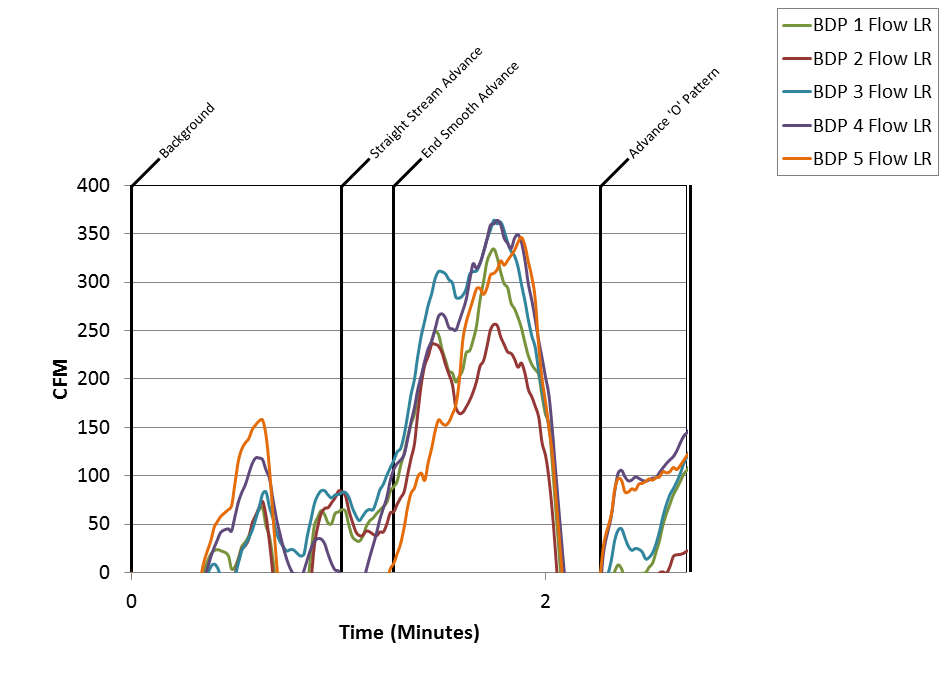 BDP 1 Flow LR
BDP 2 Flow LR
BDP 3 Flow LR
BDP 4 Flow LR
BDP 5 Flow LR
Background
Straight Stream Advance
End Smooth Advance
Advance 'O' Pattern
400
350
300
250
200
150
100
50
0
CFM
0
2
Time (Minutes)